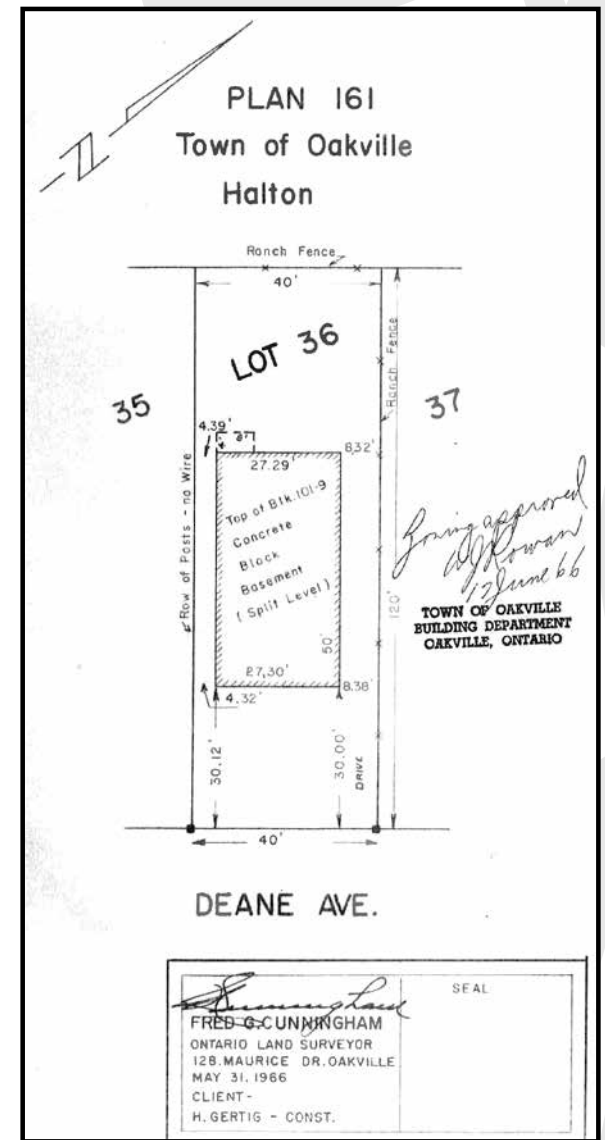 PLAN 161
Town of Oakville
Halton
Ranch Fence
40'
LOT 36
35
37
Ranch Fence
4.39'
8.32'
27.29'
Row of Posts - no Wire
Top of Blk. 101-9
Concrete
Block
Basement
( Split Level )
Zoning approved
Rowan
17 June 66
TOWN OF OAKVILLE
BUILDING DEPARTMENT
OAKVILLE, ONTARIO
120'
50'
27.30'
8.38'
4.32'
30.12'
30.00'
DRIVE
40'
DEANE AVE.
SEAL
FRED G. CUNNINGHAM
ONTARIO LAND SURVEYOR
128. MAURICE DR. OAKVILLE
MAY 31, 1966
CLIENT -
H. GERTIG - CONST.